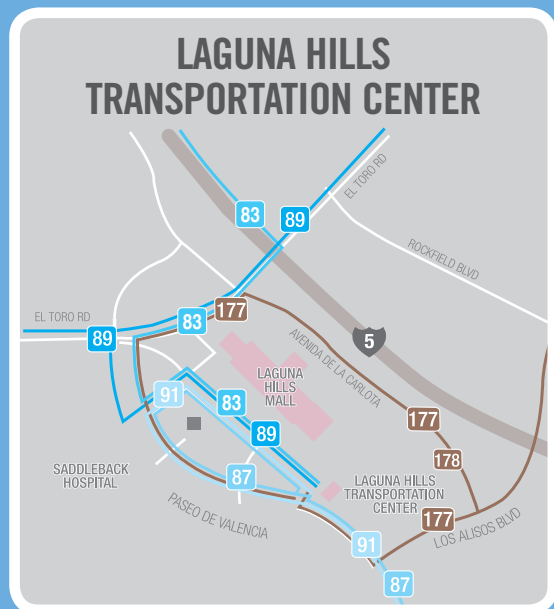 LAGUNA HILLS
TRANSPORTATION CENTER
EL TORO RD
83
89
ROCKFIELD BLVD
177
EL TORO RD
83
89
5
AVENIDA DE LA CARLOTA
LAGUNA
HILLS
MALL
91
83
89
177
178
SADDLEBACK
HOSPITAL
87
LAGUNA HILLS
TRANSPORTATION
CENTER
PASEO DE VALENCIA
177
LOS ALISOS BLVD
91
87